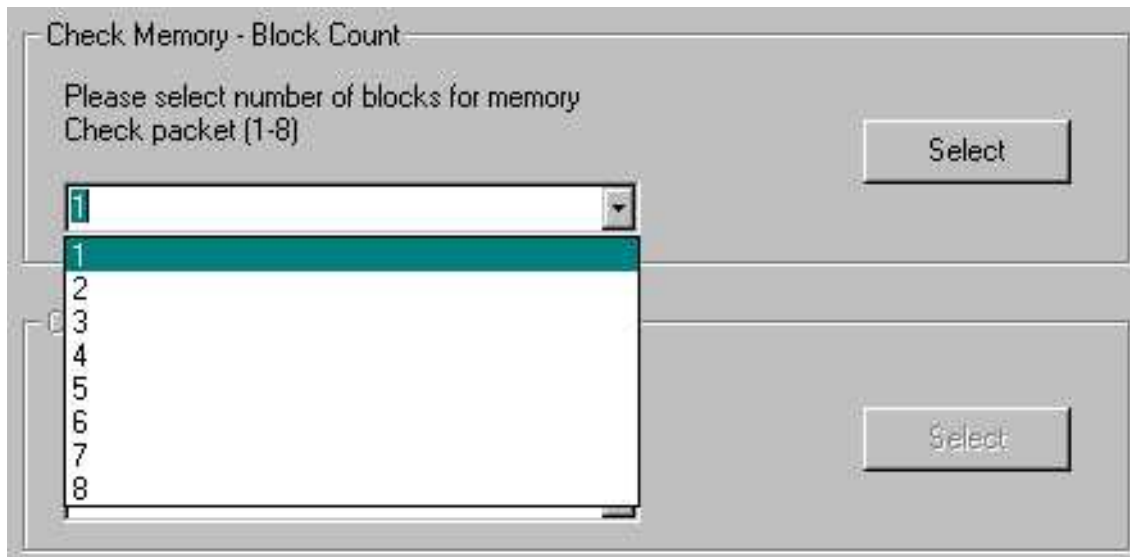 Check Memory - Block Count
Please select number of blocks for memory
Check packet (1-8)
Select
1
1
2
3
4
5
6
7
8
Select